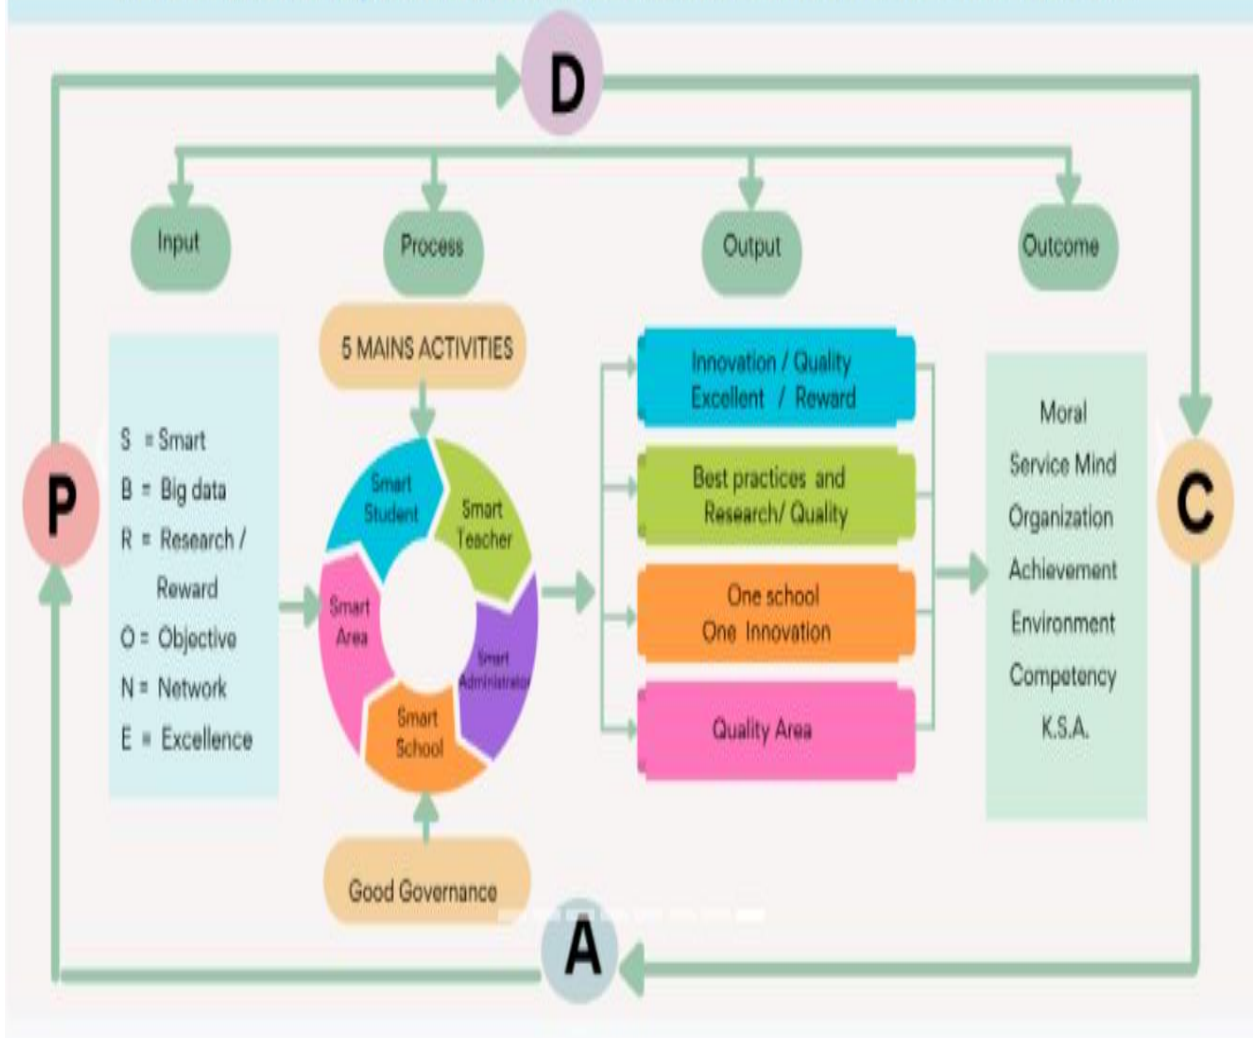 D
Input
Process
Output
Outcome
P
S = Smart
B = Big data
R = Research /
Reward
O = Objective
N = Network
E = Excellence
5 MAINS ACTIVITIES
Smart
Student
Smart
Teacher
Smart
Area
Smart
Administrator
Smart
School
Good Governance
Innovation / Quality
Excellent / Reward
Best practices and
Research/ Quality
One school
One Innovation
Quality Area
Moral
Service Mind
Organization
Achievement
Environment
Competency
K.S.A.
C
A